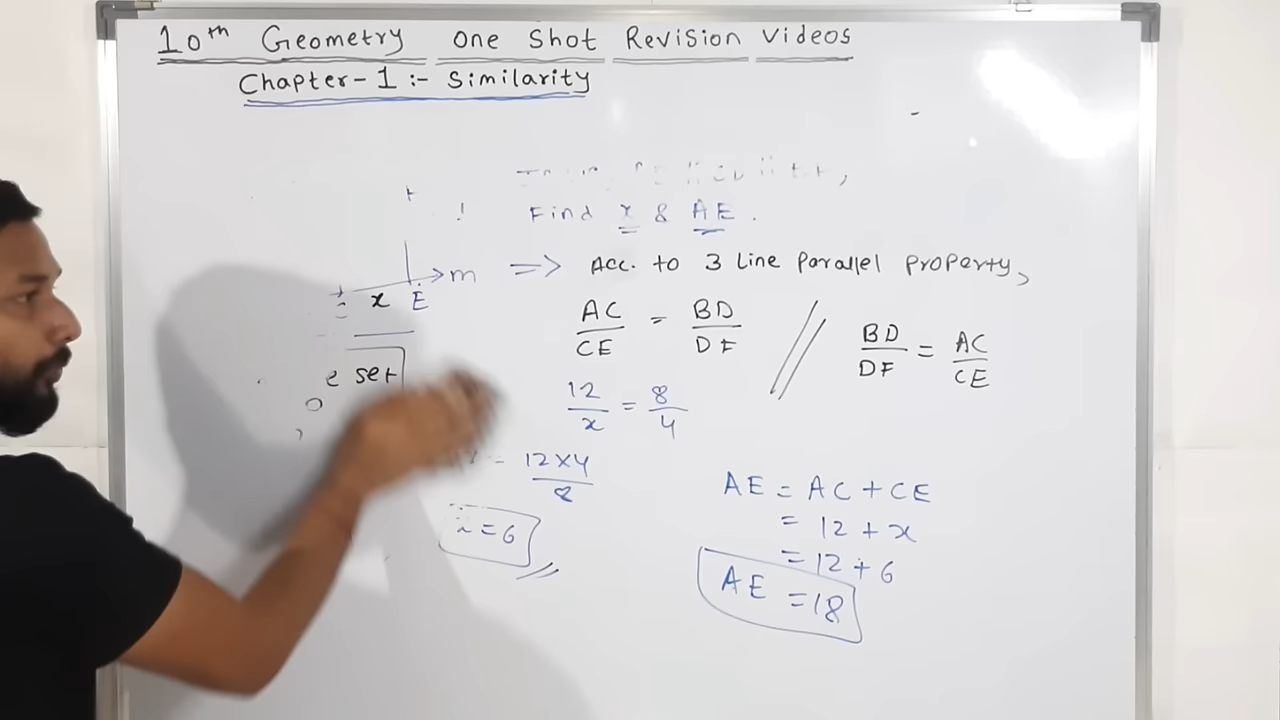 10th Geometry One Shot Revision Videos
Chapter-1 :- Similarity
Find x & AE.
m => Acc. to 3 Line Parallel Property,
x E
AC/CE = BD/DF // BD/DF = AC/CE
e set
12/x = 8/4
12×4/8
x = 6
AE = AC + CE
= 12 + x
= 12 + 6
AE = 18